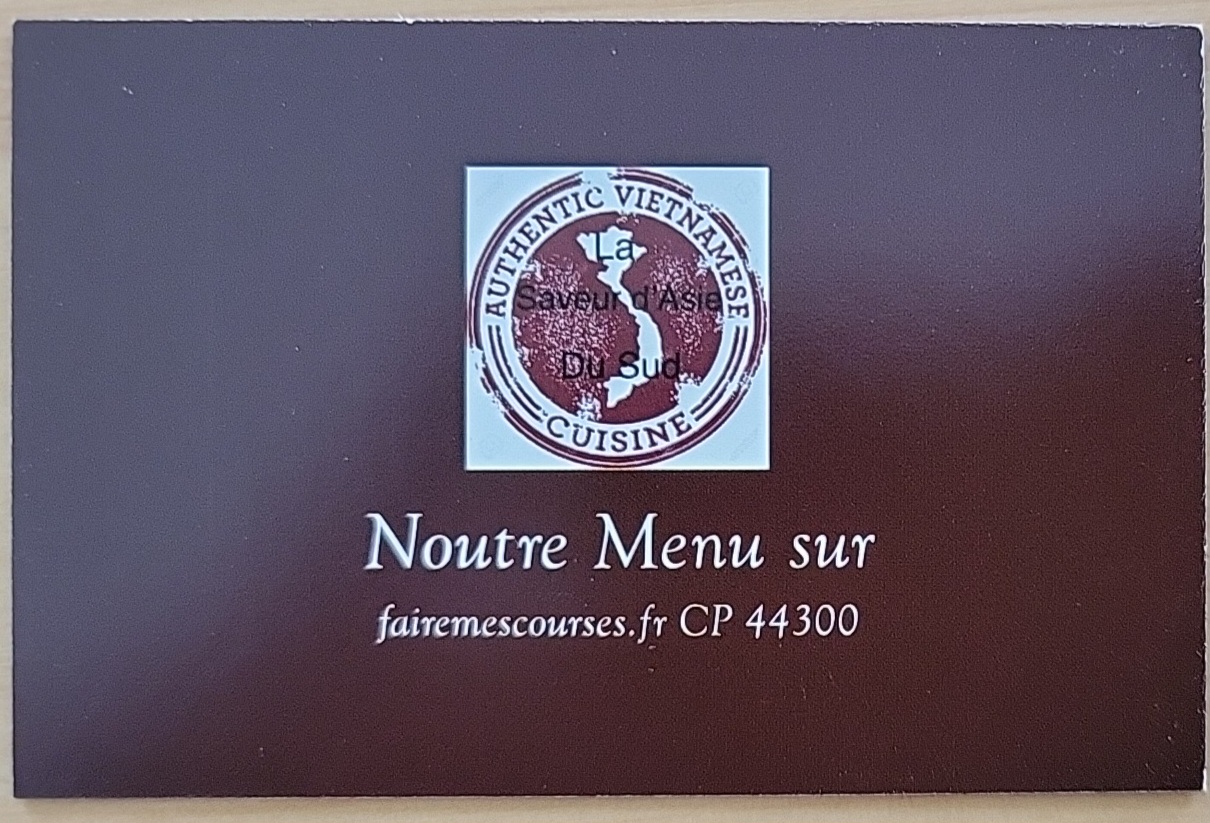 AUTHENTIC VIETNAMESE
La
Saveur d'Asie
Du Sud
CUISINE
Noutre Menu sur
fairemescourses.fr CP 44300